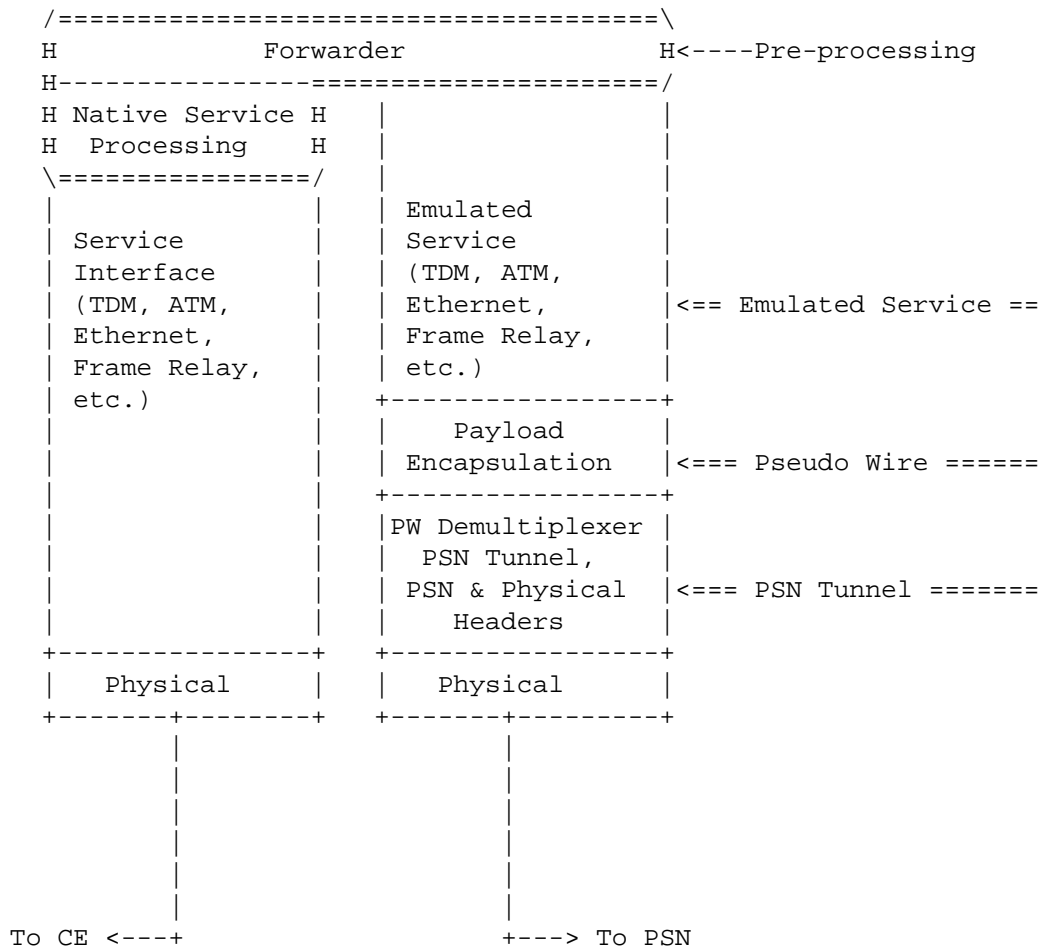 Forwarder <----Pre-processing
Native Service
Processing
Emulated
Service Service
Interface (TDM, ATM,
(TDM, ATM, Ethernet, <== Emulated Service ==
Ethernet, Frame Relay,
Frame Relay, etc.)
etc.)
Payload
Encapsulation <=== Pseudo Wire ======
PW Demultiplexer
PSN Tunnel,
PSN & Physical <=== PSN Tunnel =======
Headers
Physical Physical
To CE <---+ +---> To PSN